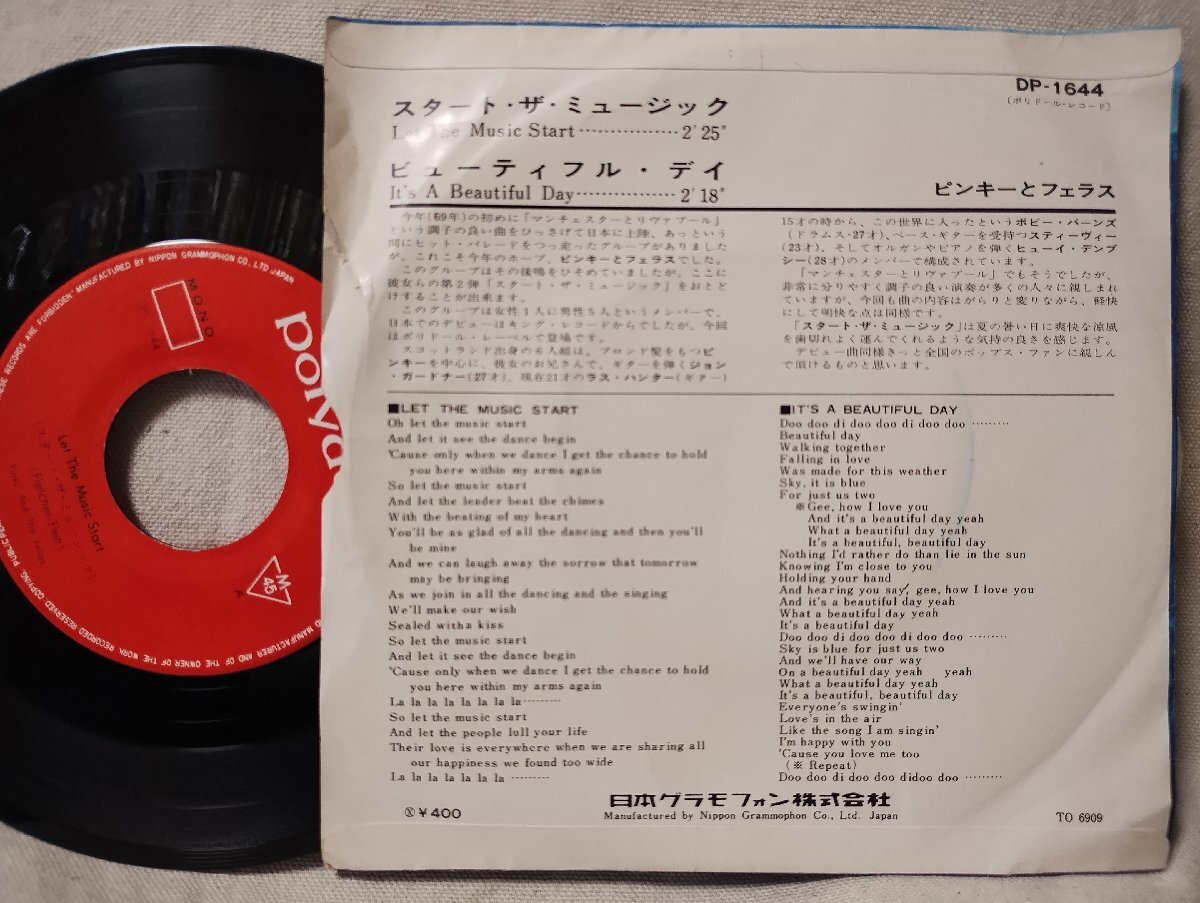 DP-1644
(ポリドール・レコード)
スタート・ザ・ミュージック
Let The Music Start 2'25"
ビューティフル・デイ
It's A Beautiful Day 2'18"
ピンキーとフェラス
今年('69年)の初めに「マンチェスターとリヴァプール」
という調子の良い曲をひっさげて日本に上陸、あっという
間にヒット・パレードをつっ走ったグループがありました
が、これこそ今年のホープ、ピンキーとフェラスでした。
このグループはその後鳴をひそめていましたが、ここに
彼女らの第2弾「スタート・ザ・ミュージック」をおとど
けすることが出来ます。
このグループは女性1人に男性5人というメンバーで、
日本でのデビューはキング・レコードからでしたが、今回
はポリドール・レーベルで登場です。
スコットランド出身の6人組は、ブロンド髪をもつピ
ンキーを中心に、彼女のお兄さんで、ギターを弾くジョン
・ガードナー(27才)、現在21才のラス・ハンター(ギター)
15才の時から、この世界に入ったというボビー・バーンズ
(ドラムス・27才)、ベース・ギターを受持つスティーヴィー
(23才)、そしてオルガンやピアノを弾くヒューイ・デンプ
シー(28才)のメンバーで構成されています。
「マンチェスターとリヴァプール」でもそうでしたが、
非常に分りやすく調子の良い演奏が多くの人々に親しまれ
ていますが、今回も曲の内容はがらりと変りながら、軽快
にして明快な点は同様です。
「スタート・ザ・ミュージック」は夏の暑い日に爽快な涼風
を歯切れよく運んでくれるような気持の良さを感じます。
デビュー曲同様きっと全国のポップス・ファンに親しん
で頂けるものと思います。
■LET THE MUSIC START
Oh let the music start
And let it see the dance begin
'Cause only when we dance I get the chance to hold
you here within my arms again
So let the music start
And let the leader beat the chimes
With the beating of my heart
You'll be as glad of all the dancing and then you'll
be mine
And we can laugh away the sorrow that tomorrow
may be bringing
As we join in all the dancing and the singing
We'll make our wish
Sealed witha kiss
So let the music start
And let it see the dance begin
'Cause only when we dance I get the chance to hold
you here within my arms again
La la la la la la la la………
So let the music start
And let the people lull your life
Their love is everywhere when we are sharing all
our happiness we found too wide
La la la la la la la ………
■IT'S A BEAUTIFUL DAY
Doo doo di doo doo di doo doo ………
Beautiful day
Walking together
Falling in love
Was made for this weather
Sky, it is blue
For just us two
※Gee, how I love you
And it's a beautiful day yeah
What a beautiful day yeah
It's a beautiful, beautiful day
Nothing I'd rather do than lie in the sun
Knowing I'm close to you
Holding your hand
And hearing you say, gee, how I love you
And it's a beautiful day yeah
What a beautiful day yeah
It's a beautiful day
Doo doo di doo doo di doo doo ………
Sky is blue for just us two
And we'll have our way
On a beautiful day yeah yeah
What a beautiful day yeah
It's a beautiful, beautiful day
Everyone's swingin'
Love's in the air
Like the song I am singin'
I'm happy with you
'Cause you love me too
(※ Repeat)
Doo doo di doo doo didoo doo ………
Ⓧ￥400
日本グラモフォン株式会社
Manufactured by Nippon Grammophon Co., Ltd. Japan
TO 6909
MANUFACTURED BY NIPPON GRAMMOPHON CO., LTD. JAPAN
MONO
polyd
Let The Music Start
(スタート・ザ・ミュージック)
(Fletcher-Flett)
M 45
A